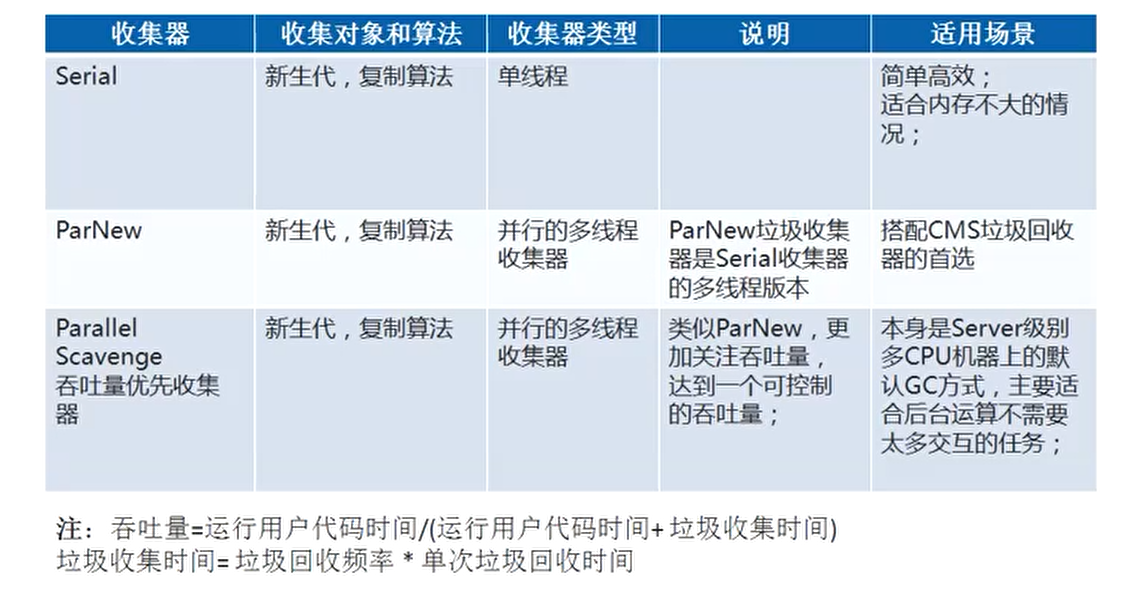 收集器 收集对象和算法 收集器类型 说明 适用场景
Serial 新生代，复制算法 单线程 简单高效；
适合内存不大的情
况；
ParNew 新生代，复制算法 并行的多线程 ParNew垃圾收集 搭配CMS垃圾回收
收集器 器是Serial收集器 器的首选
的多线程版本
Parallel 新生代，复制算法 并行的多线程 类似ParNew，更 本身是Server级别
Scavenge 收集器 加关注吞吐量， 多CPU机器上的默
吞吐量优先收集 达到一个可控制 认GC方式，主要适
器 的吞吐量； 合后台运算不需要
太多交互的任务；
注：吞吐量=运行用户代码时间/(运行用户代码时间+ 垃圾收集时间)
垃圾收集时间= 垃圾回收频率 * 单次垃圾回收时间